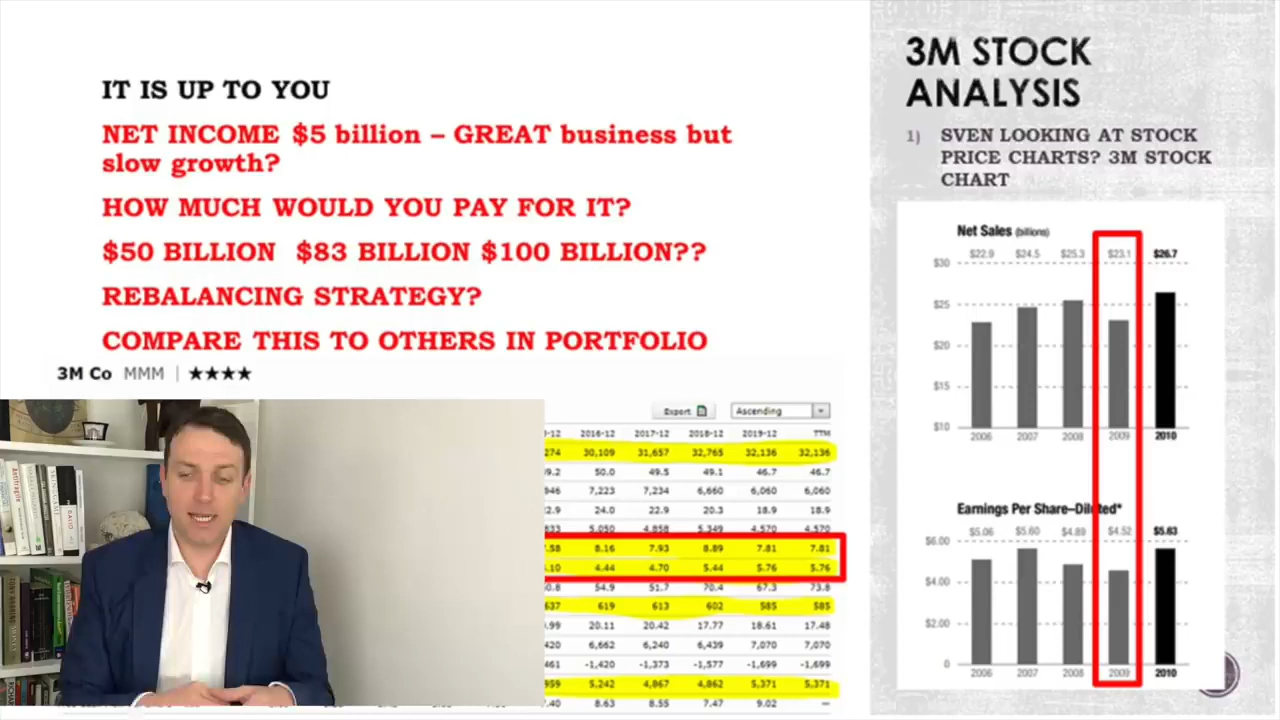 IT IS UP TO YOU
NET INCOME $5 billion – GREAT business but
slow growth?
HOW MUCH WOULD YOU PAY FOR IT?
$50 BILLION $83 BILLION $100 BILLION??
REBALANCING STRATEGY?
COMPARE THIS TO OTHERS IN PORTFOLIO
3M Co MMM | ★★★★
Export Ascending
2016-12 2017-12 2018-12 2019-12 TTM
274 30,109 31,657 32,765 32,136 32,136
50.0 49.5 49.1 46.7 46.7
946 7,223 7,234 6,660 6,060 6,060
24.0 22.9 20.3 18.9 18.9
833 5,050 4,858 5,349 4,570 4,570
8.16 7.93 8.89 7.81 7.81
4.44 4.70 5.44 5.76 5.76
54.9 51.7 70.4 67.3 73.8
637 619 613 602 585 585
20.11 20.42 17.77 18.61 17.48
420 6,662 6,240 6,439 7,070 7,070
-1,420 -1,373 -1,577 -1,699 -1,699
959 5,242 4,867 4,862 5,371 5,371
8.63 8.55 7.47 9.02 —
3M STOCK
ANALYSIS
1) SVEN LOOKING AT STOCK
PRICE CHARTS? 3M STOCK
CHART
Net Sales (billions)
$22.9 $24.5 $25.3 $23.1 $26.7
$30
$25
$20
$15
$10
2006 2007 2008 2009 2010
Earnings Per Share–Diluted*
$5.06 $5.60 $4.89 $4.52 $5.63
$6.00
$4.00
$2.00
0
2006 2007 2008 2009 2010